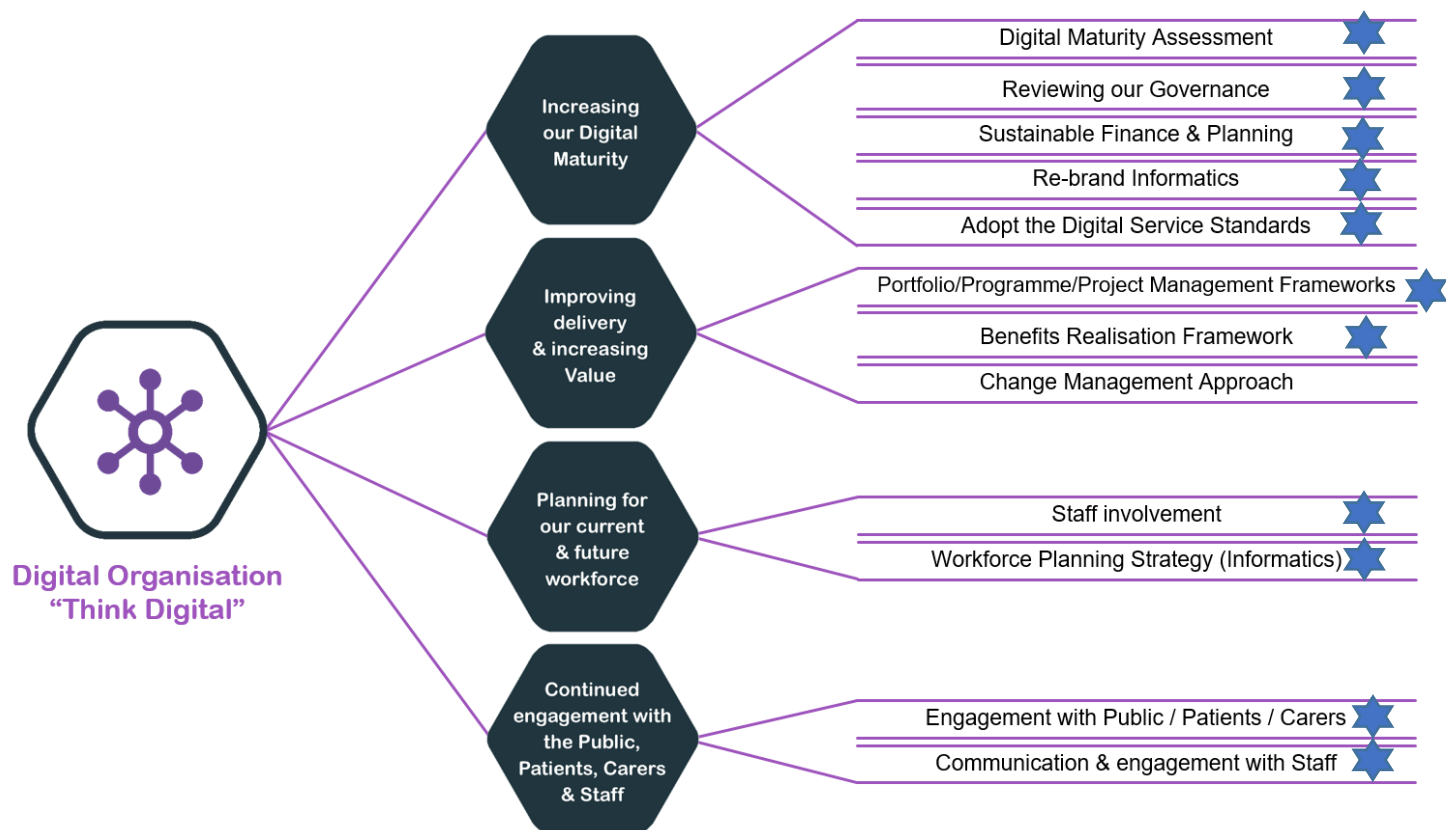 Digital Organisation
“Think Digital”
Increasing
our Digital
Maturity
Digital Maturity Assessment
Reviewing our Governance
Sustainable Finance & Planning
Re-brand Informatics
Adopt the Digital Service Standards
Improving
delivery
& increasing
Value
Portfolio/Programme/Project Management Frameworks
Benefits Realisation Framework
Change Management Approach
Planning for
our current
& future
workforce
Staff involvement
Workforce Planning Strategy (Informatics)
Continued
engagement with
the Public,
Patients, Carers
& Staff
Engagement with Public / Patients / Carers
Communication & engagement with Staff